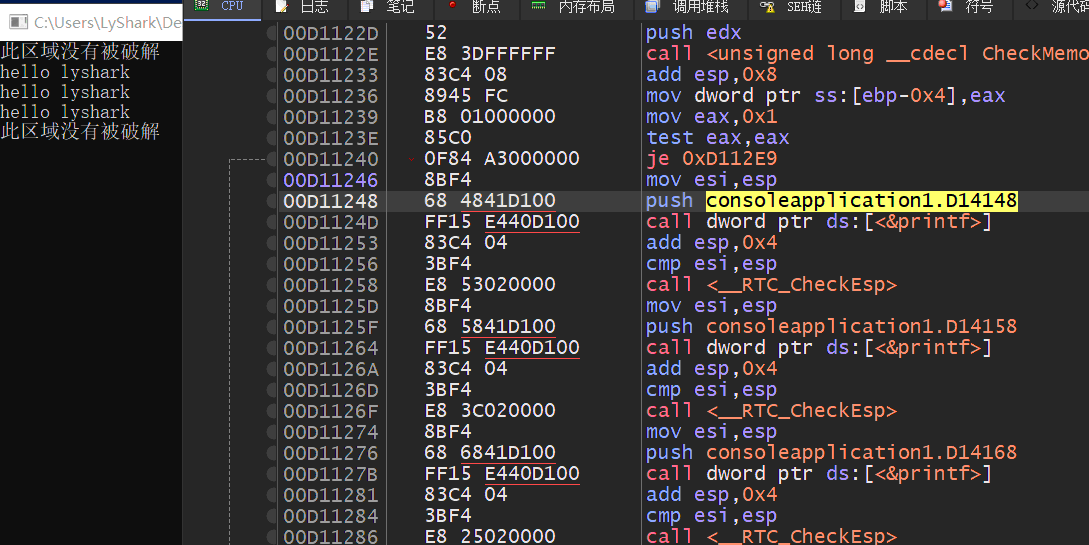 CPU 日志 笔记 断点 内存布局 调用堆栈 SEH链 脚本 符号 源代码
C:\Users\LyShark\De
此区域没有被破解
hello lyshark
hello lyshark
hello lyshark
此区域没有被破解
00D1122D 52 push edx
00D1122E E8 3DFFFFFF call <unsigned long __cdecl CheckMemo
00D11233 83C4 08 add esp,0x8
00D11236 8945 FC mov dword ptr ss:[ebp-0x4],eax
00D11239 B8 01000000 mov eax,0x1
00D1123E 85C0 test eax,eax
00D11240 0F84 A3000000 je 0xD112E9
00D11246 8BF4 mov esi,esp
00D11248 68 4841D100 push consoleapplication1.D14148
00D1124D FF15 E440D100 call dword ptr ds:[<&printf>]
00D11253 83C4 04 add esp,0x4
00D11256 3BF4 cmp esi,esp
00D11258 E8 53020000 call <__RTC_CheckEsp>
00D1125D 8BF4 mov esi,esp
00D1125F 68 5841D100 push consoleapplication1.D14158
00D11264 FF15 E440D100 call dword ptr ds:[<&printf>]
00D1126A 83C4 04 add esp,0x4
00D1126D 3BF4 cmp esi,esp
00D1126F E8 3C020000 call <__RTC_CheckEsp>
00D11274 8BF4 mov esi,esp
00D11276 68 6841D100 push consoleapplication1.D14168
00D1127B FF15 E440D100 call dword ptr ds:[<&printf>]
00D11281 83C4 04 add esp,0x4
00D11284 3BF4 cmp esi,esp
00D11286 E8 25020000 call <__RTC_CheckEsp>